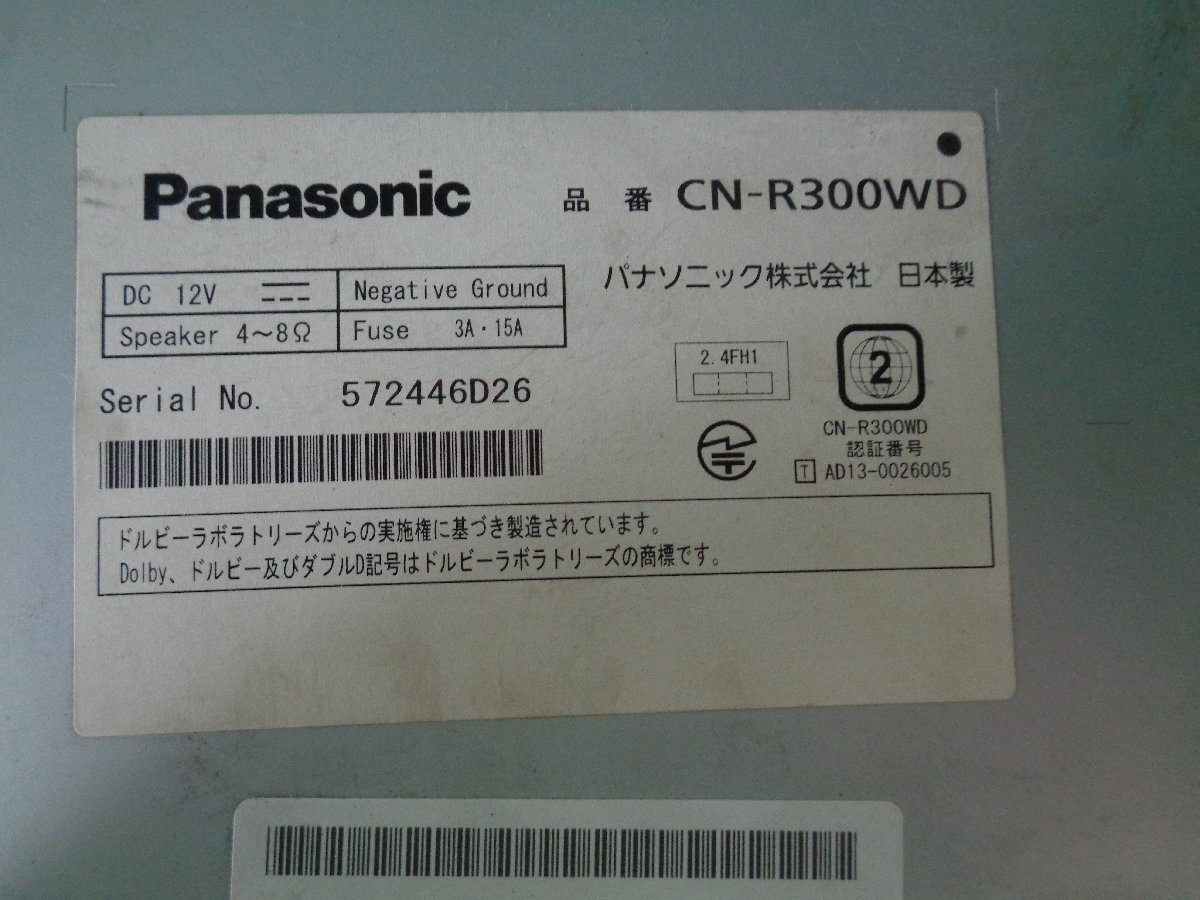 Panasonic 品 番 CN-R300WD
パナソニック株式会社 日本製
DC 12V Negative Ground
Speaker 4〜8Ω Fuse 3A・15A
Serial No. 572446D26
2.4FH1
2
CN-R300WD
認証番号
T AD13-0026005
ドルビーラボラトリーズからの実施権に基づき製造されています。
Dolby、ドルビー及びダブルD記号はドルビーラボラトリーズの商標です。